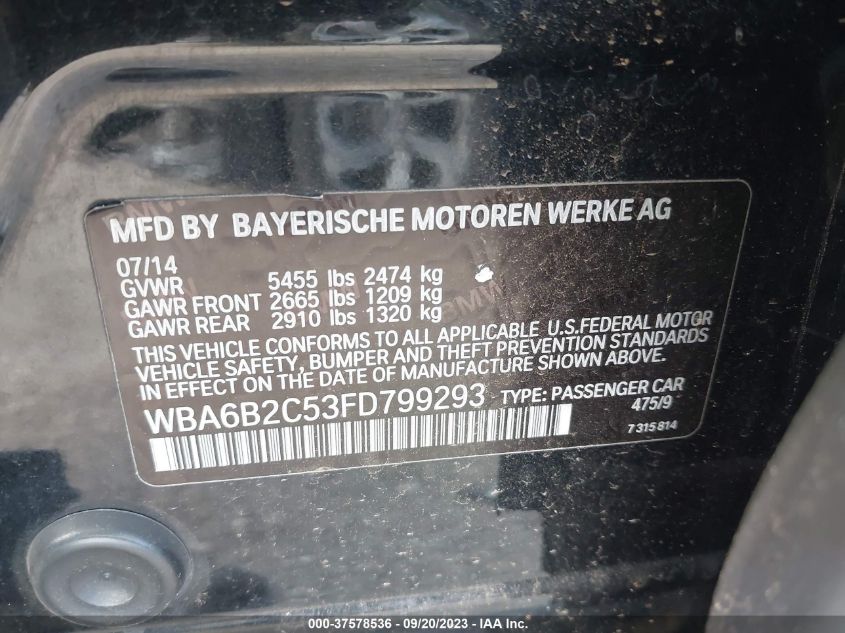 MFD BY BAYERISCHE MOTOREN WERKE AG
07/14
GVWR 5455 lbs 2474 kg
GAWR FRONT 2665 lbs 1209 kg
GAWR REAR 2910 lbs 1320 kg
THIS VEHICLE CONFORMS TO ALL APPLICABLE U.S.FEDERAL MOTOR
VEHICLE SAFETY, BUMPER AND THEFT PREVENTION STANDARDS
IN EFFECT ON THE DATE OF MANUFACTURE SHOWN ABOVE.
WBA6B2C53FD799293 TYPE: PASSENGER CAR
475/9
7315814
000-37578536 - 09/20/2023 - IAA Inc.